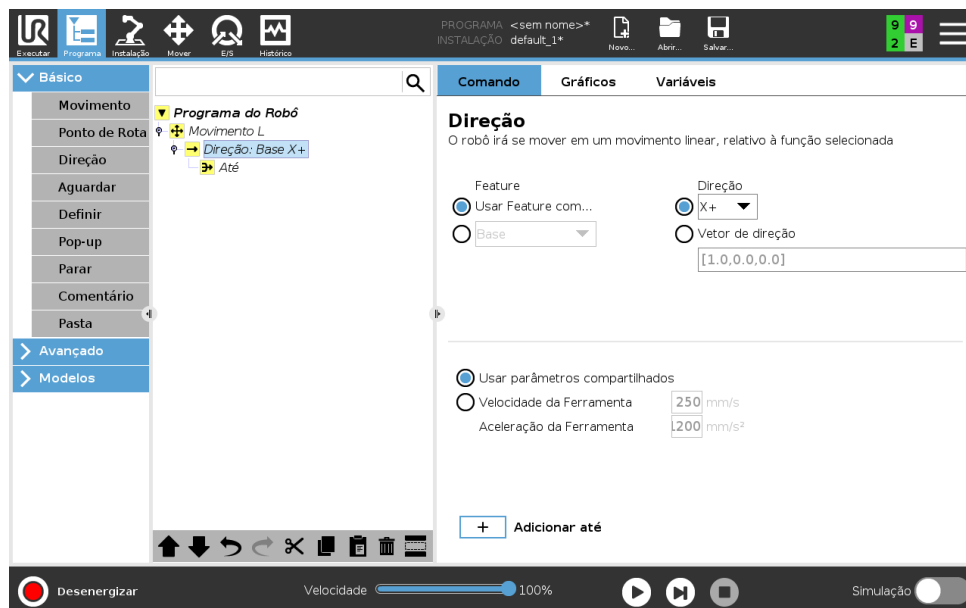 PROGRAMA <sem nome>*
INSTALAÇÃO default_1*
UR
Executar Programa Instalação Mover E/S Histórico Novo... Abrir... Salvar...
9 9
2 E
Básico
Movimento
Ponto de Rota
Direção
Aguardar
Definir
Pop-up
Parar
Comentário
Pasta
Avançado
Modelos
Programa do Robô
Movimento L
Direção: Base X+
Até
Comando Gráficos Variáveis
Direção
O robô irá se mover em um movimento linear, relativo à função selecionada
Feature
Usar Feature com...
Base
Direção
X+
Vetor de direção
[1.0,0.0,0.0]
Usar parâmetros compartilhados
Velocidade da Ferramenta 250 mm/s
Aceleração da Ferramenta 1200 mm/s²
+ Adicionar até
Desenergizar Velocidade 100% Simulação